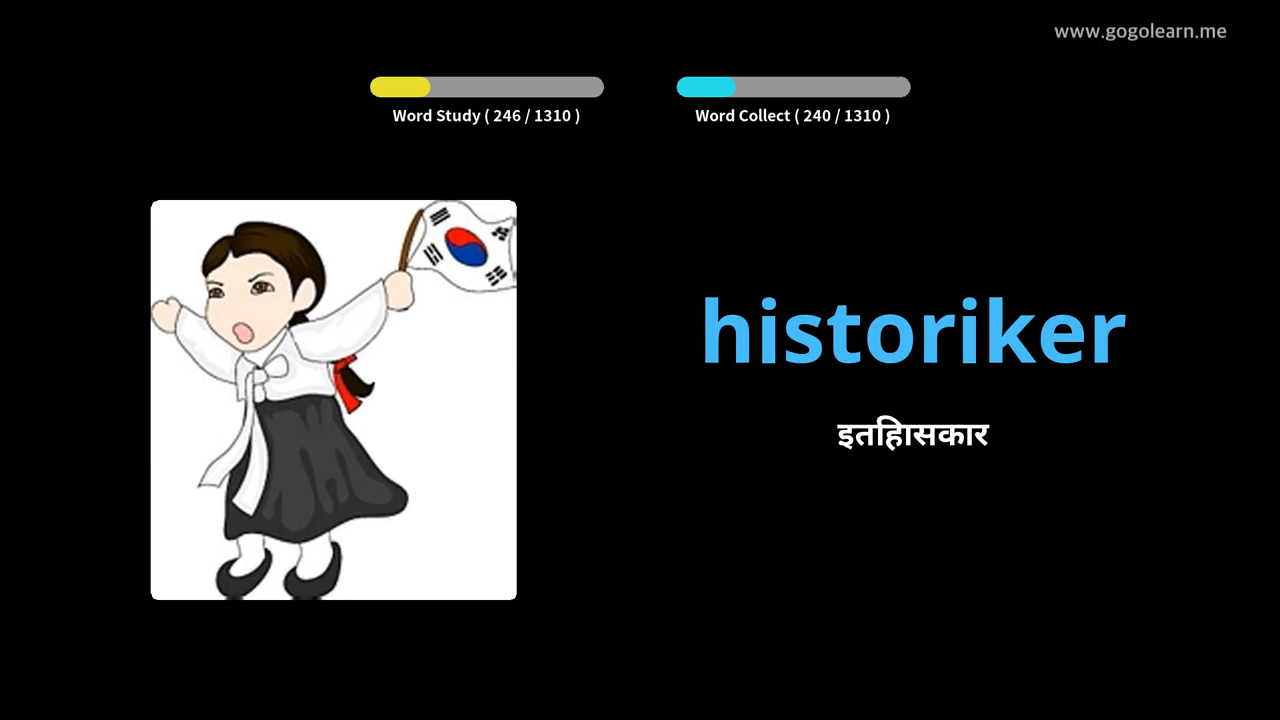 www.gogolearn.me
Word Study ( 246 / 1310 )
Word Collect ( 240 / 1310 )
historiker
इतिहासकार